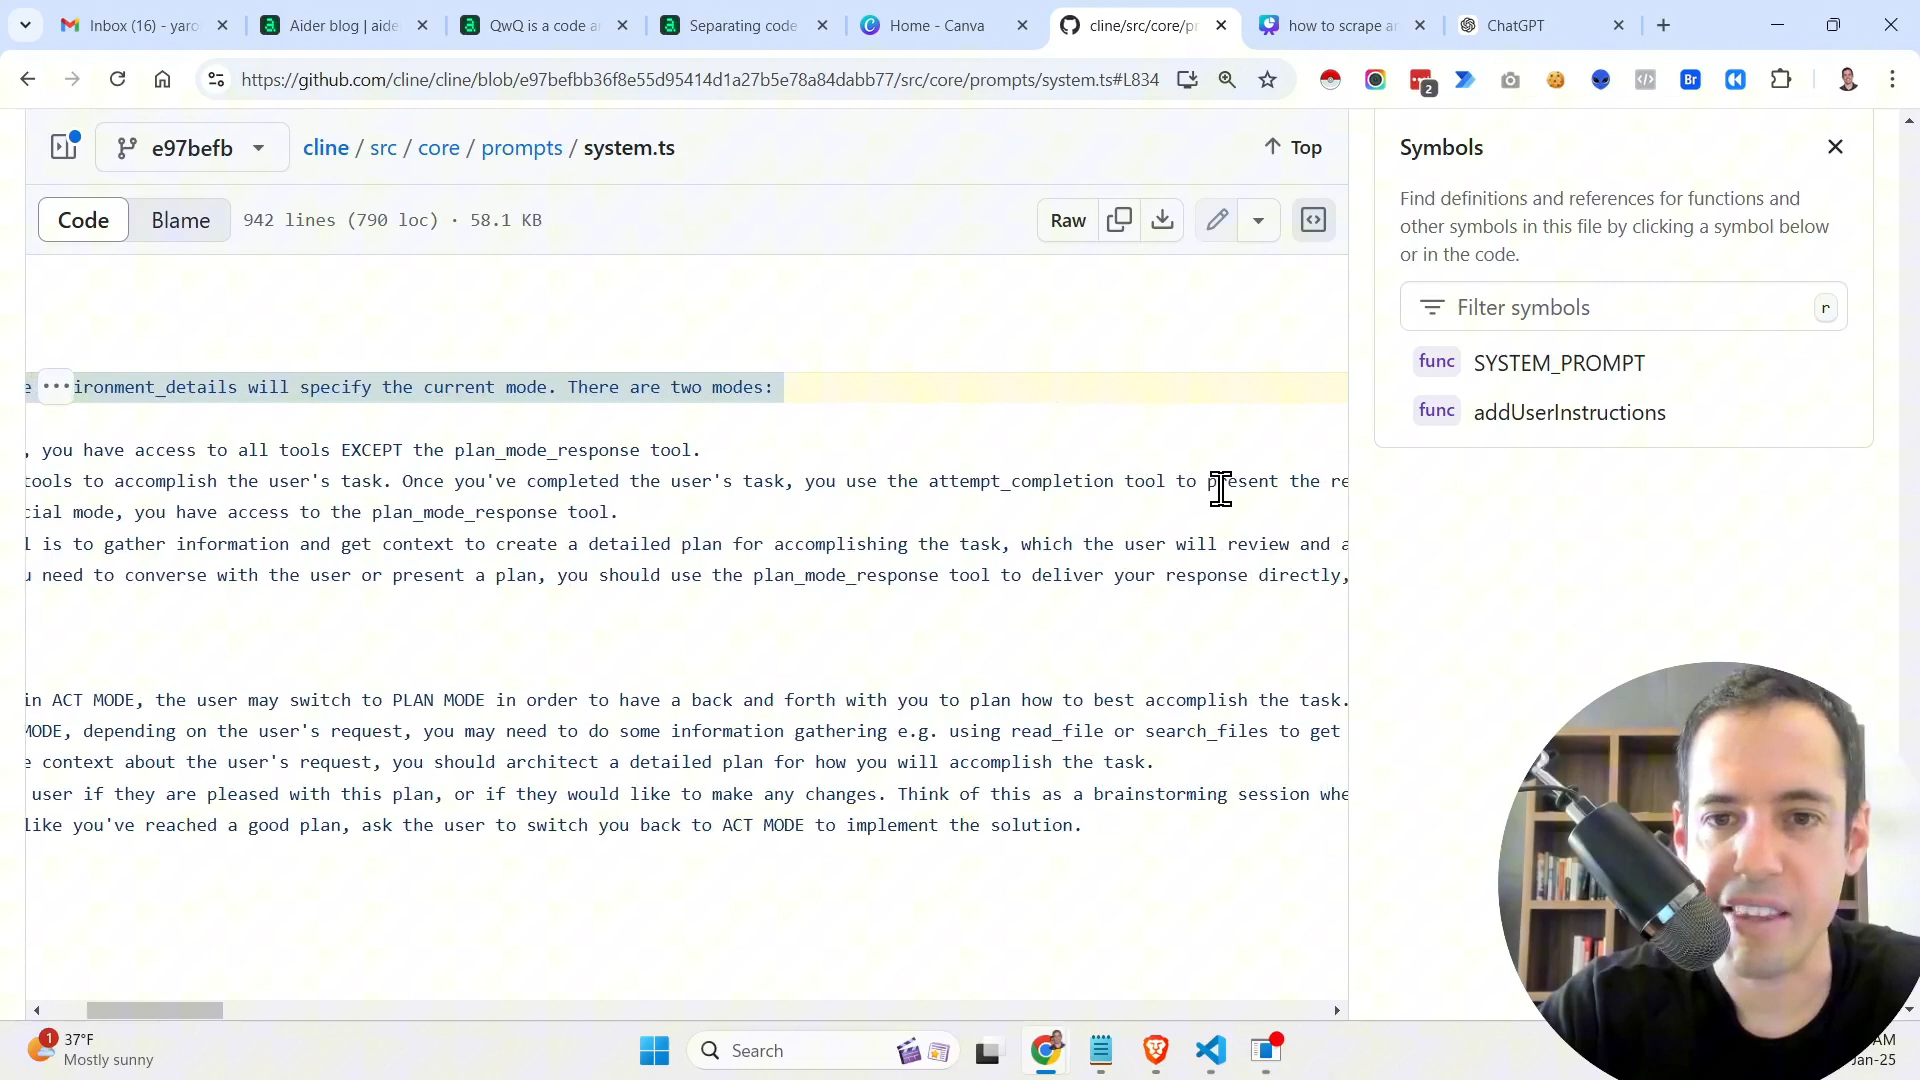 Inbox (16) - yaro
Aider blog | aide
QwQ is a code a
Separating code
Home - Canva
cline/src/core/pr
how to scrape a
ChatGPT
https://github.com/cline/cline/blob/e97befbb36f8e55d95414d1a27b5e78a84dabb77/src/core/prompts/system.ts#L834
2
Br
e97befb
cline / src / core / prompts / system.ts
Top
Code
Blame
942 lines (790 loc) · 58.1 KB
Raw
Symbols
Find definitions and references for functions and
other symbols in this file by clicking a symbol below
or in the code.
Filter symbols
r
func SYSTEM_PROMPT
func addUserInstructions
e ironment_details will specify the current mode. There are two modes:
, you have access to all tools EXCEPT the plan_mode_response tool.
tools to accomplish the user's task. Once you've completed the user's task, you use the attempt_completion tool to present the re
cial mode, you have access to the plan_mode_response tool.
l is to gather information and get context to create a detailed plan for accomplishing the task, which the user will review and a
u need to converse with the user or present a plan, you should use the plan_mode_response tool to deliver your response directly,
in ACT MODE, the user may switch to PLAN MODE in order to have a back and forth with you to plan how to best accomplish the task.
MODE, depending on the user's request, you may need to do some information gathering e.g. using read_file or search_files to get
e context about the user's request, you should architect a detailed plan for how you will accomplish the task.
user if they are pleased with this plan, or if they would like to make any changes. Think of this as a brainstorming session whe
like you've reached a good plan, ask the user to switch you back to ACT MODE to implement the solution.
1
37°F
Mostly sunny
Search
AM
Jan-25